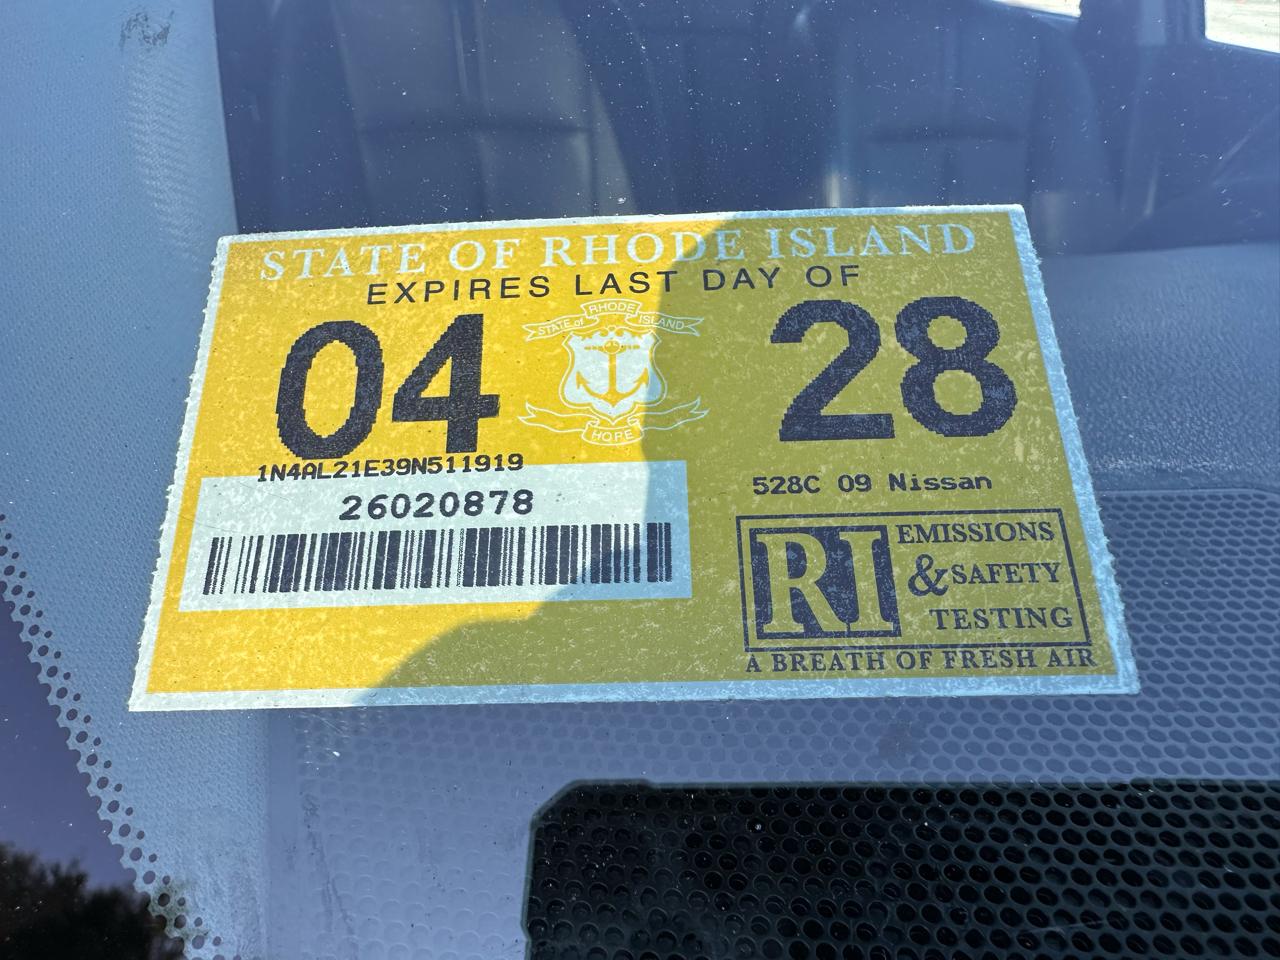 STATE OF RHODE ISLAND
EXPIRES LAST DAY OF
04 28
STATE of RHODE ISLAND
HOPE
1N4AL21E39N511919
26020878
528C 09 Nissan
RI EMISSIONS
& SAFETY
TESTING
A BREATH OF FRESH AIR